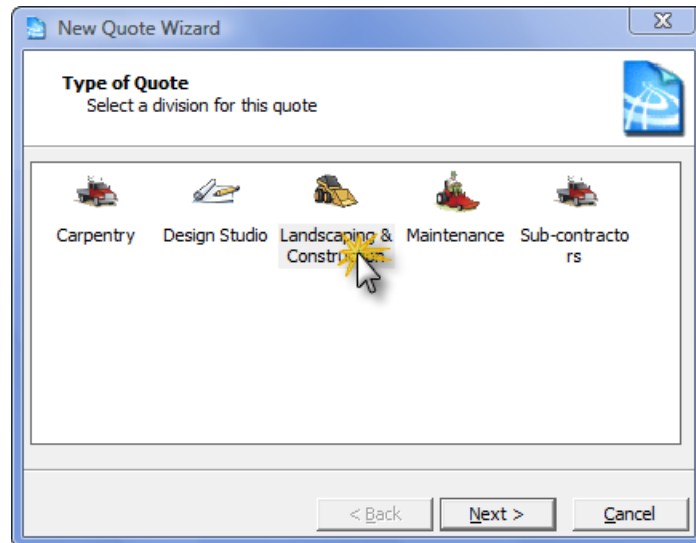 New Quote Wizard
Type of Quote
Select a division for this quote
Carpentry Design Studio Landscaping & Maintenance Sub-contracto
Construction rs
< Back Next > Cancel